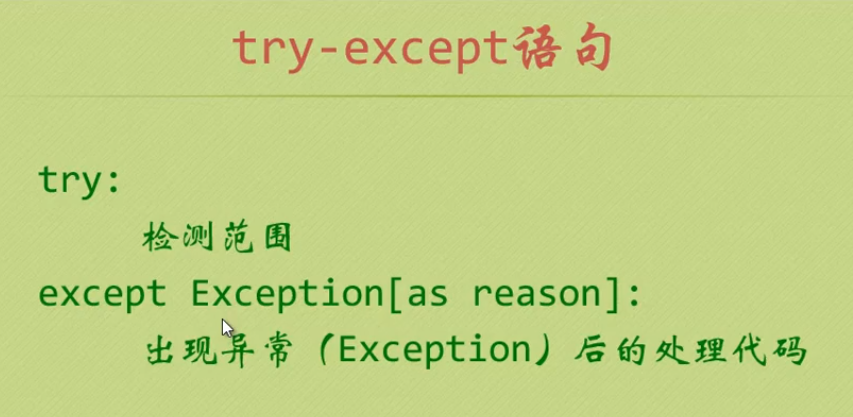 try-except语句
try:
检测范围
except Exception[as reason]:
出现异常（Exception）后的处理代码